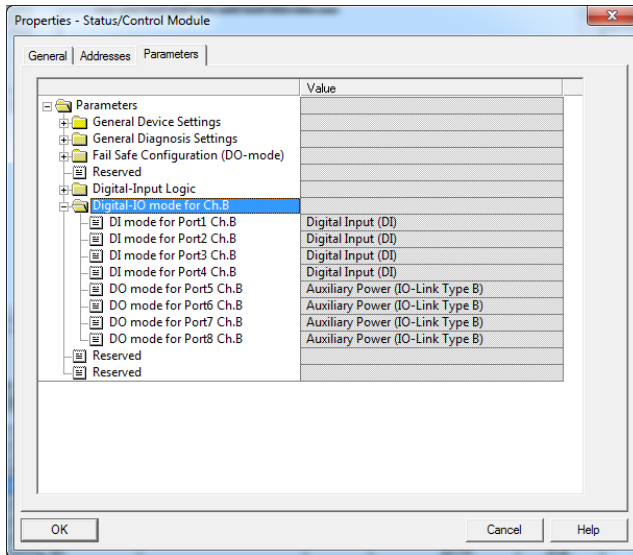 Properties - Status/Control Module
General Addresses Parameters
Value
Parameters
General Device Settings
General Diagnosis Settings
Fail Safe Configuration (DO-mode)
Reserved
Digital-Input Logic
Digital-IO mode for Ch.B
DI mode for Port1 Ch.B Digital Input (DI)
DI mode for Port2 Ch.B Digital Input (DI)
DI mode for Port3 Ch.B Digital Input (DI)
DI mode for Port4 Ch.B Digital Input (DI)
DO mode for Port5 Ch.B Auxiliary Power (IO-Link Type B)
DO mode for Port6 Ch.B Auxiliary Power (IO-Link Type B)
DO mode for Port7 Ch.B Auxiliary Power (IO-Link Type B)
DO mode for Port8 Ch.B Auxiliary Power (IO-Link Type B)
Reserved
Reserved
OK Cancel Help